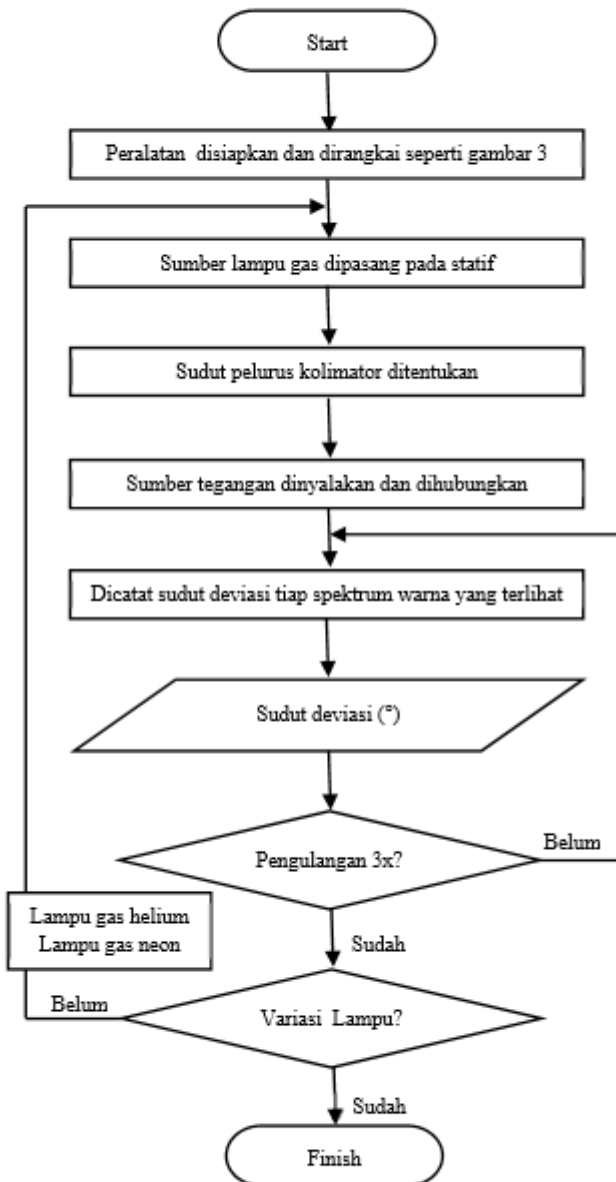 Start
Peralatan disiapkan dan dirangkai seperti gambar 3
Sumber lampu gas dipasang pada statif
Sudut pelurus kolimator ditentukan
Sumber tegangan dinyalakan dan dihubungkan
Dicatat sudut deviasi tiap spektrum warna yang terlihat
Sudut deviasi (°)
Pengulangan 3x?
Belum
Sudah
Lampu gas helium
Lampu gas neon
Belum
Variasi Lampu?
Sudah
Finish